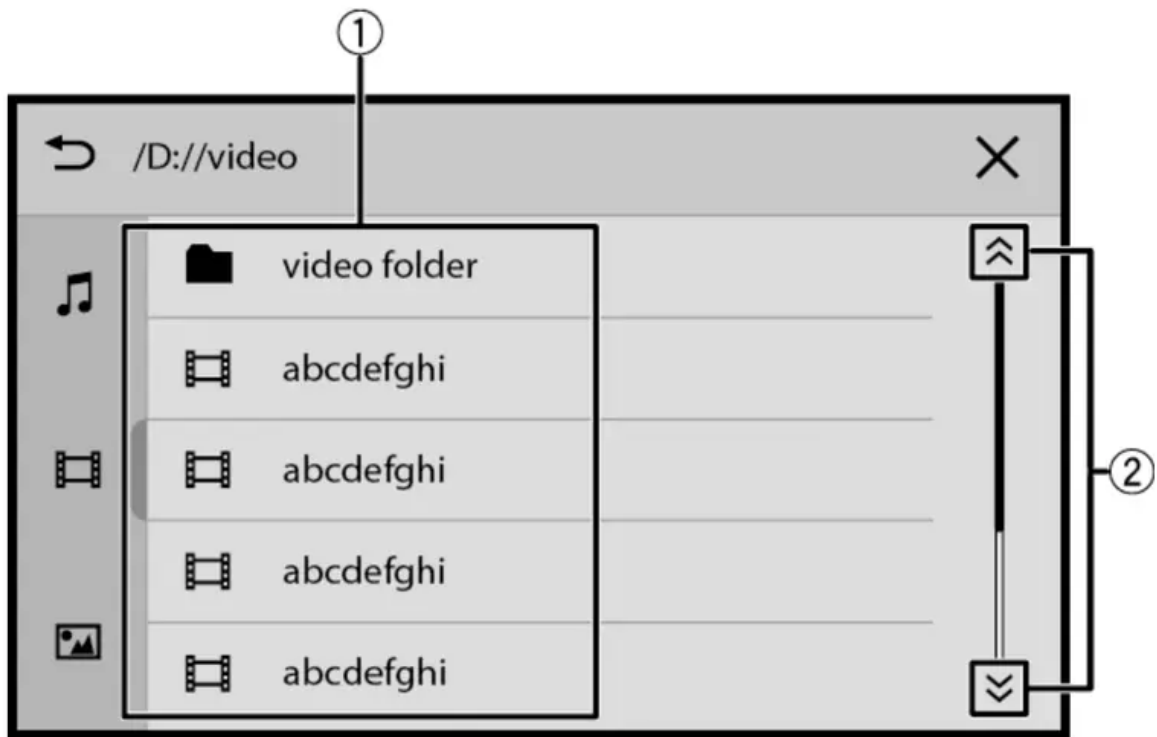 ①
/D://video
video folder
abcdefghi
abcdefghi
②
abcdefghi
abcdefghi